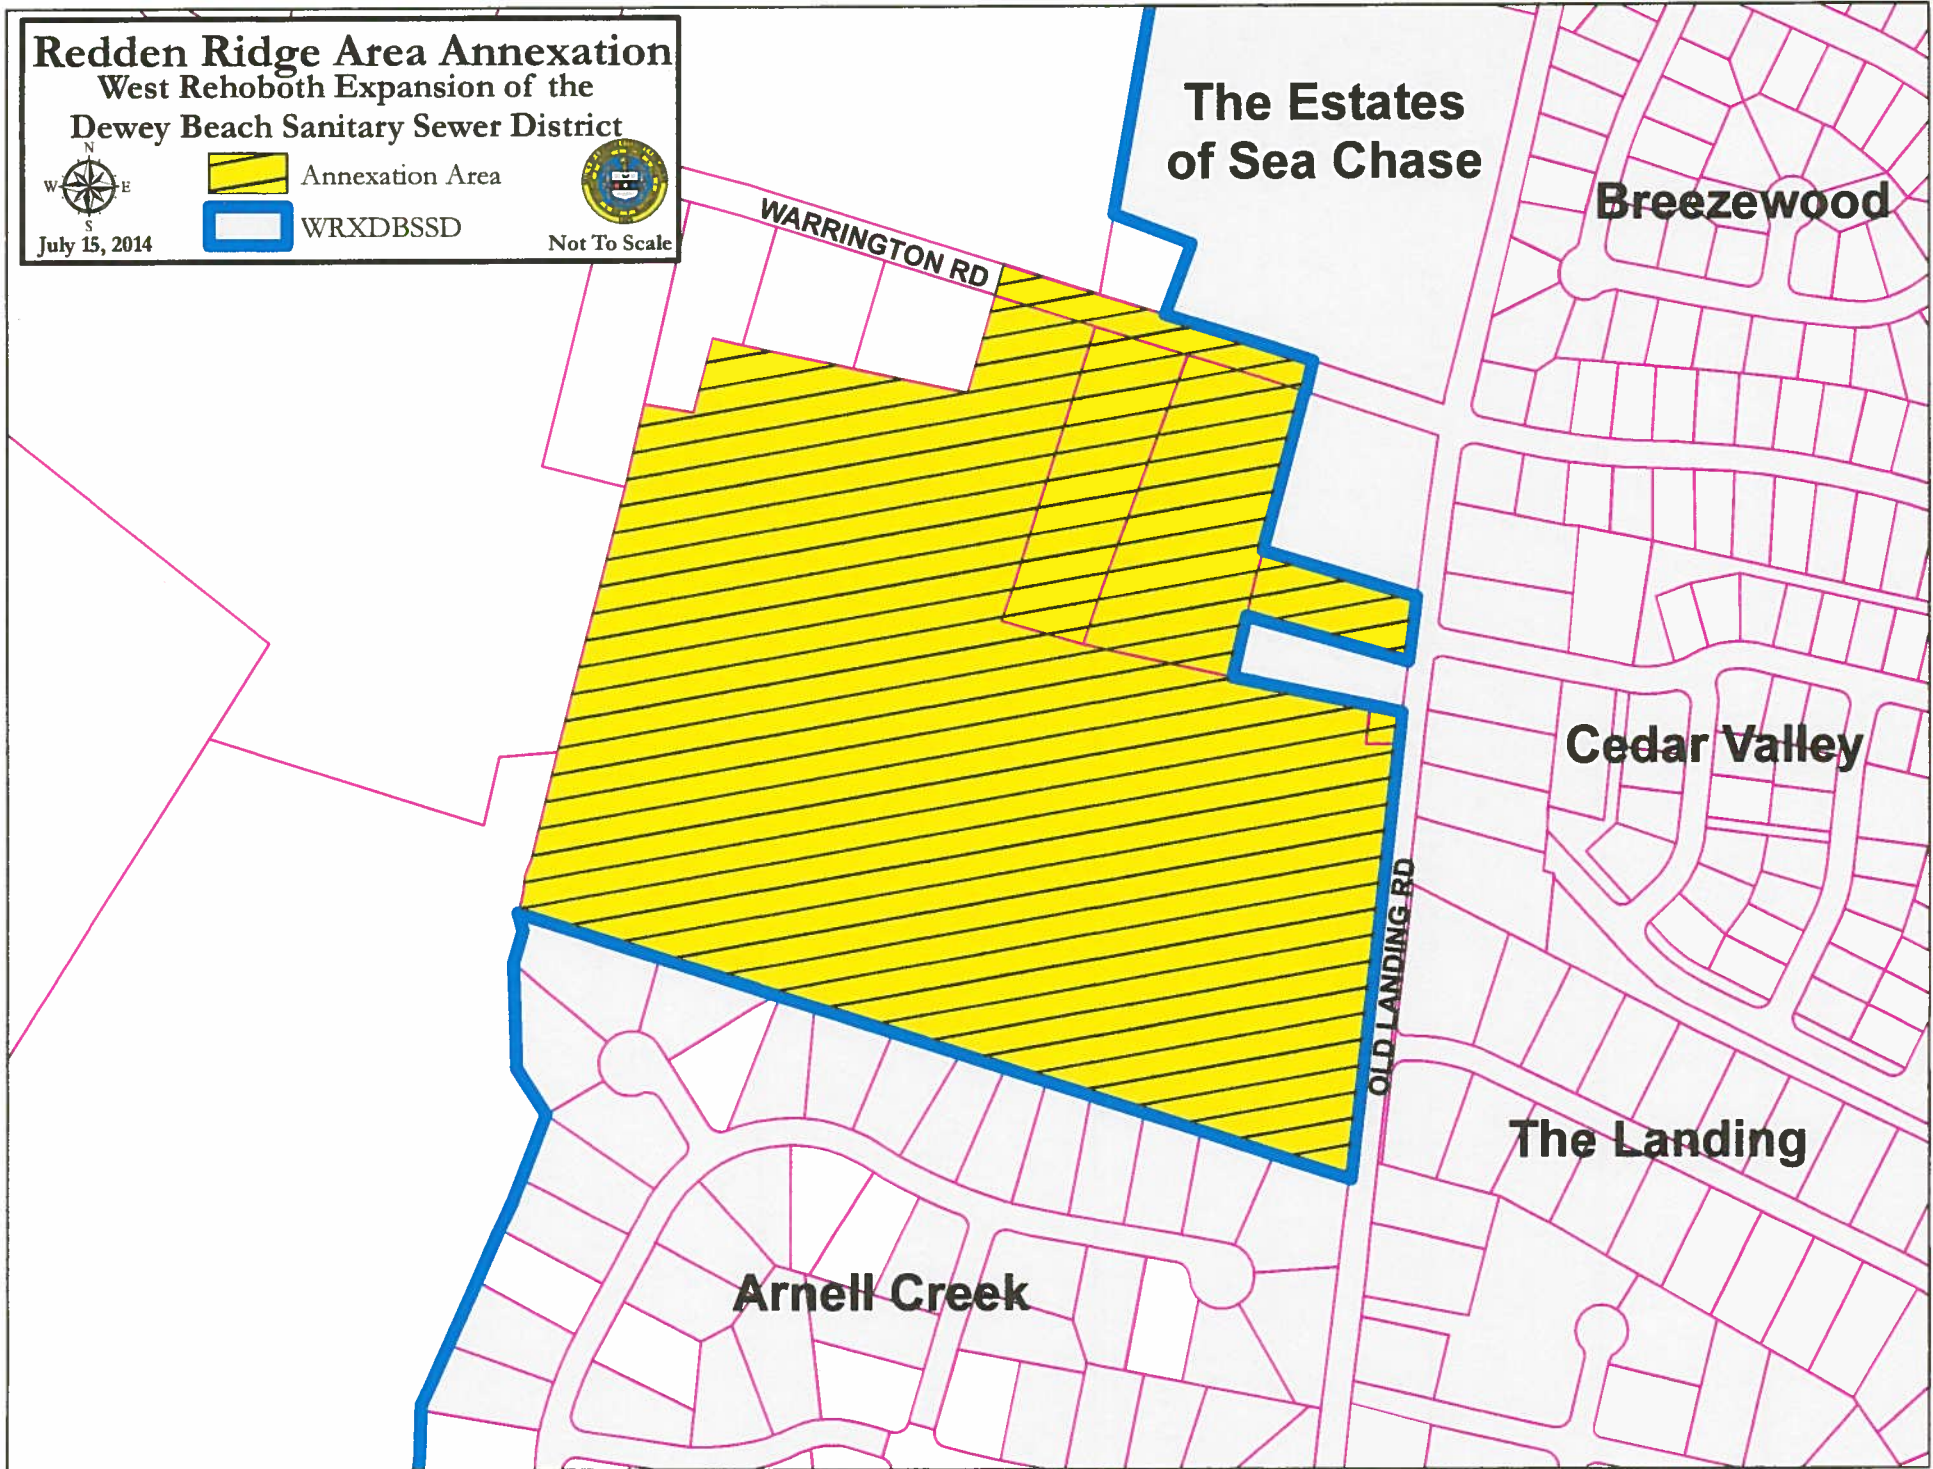 Redden Ridge Area Annexation
West Rehoboth Expansion of the
Dewey Beach Sanitary Sewer District
N
W E
S
July 15, 2014
Annexation Area
WRXDBSSD
Not To Scale
WARRINGTON RD
The Estates
of Sea Chase
Breezewood
Cedar Valley
OLD LANDING RD
The Landing
Arnell Creek